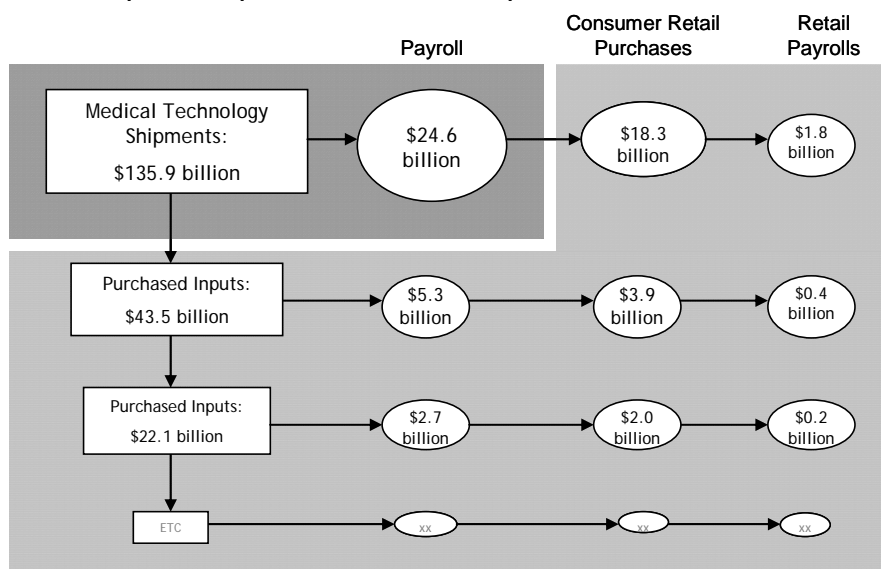 Payroll
Consumer Retail
Purchases
Retail
Payrolls
Medical Technology
Shipments:
$135.9 billion
$24.6
billion
$18.3
billion
$1.8
billion
Purchased Inputs:
$43.5 billion
$5.3
billion
$3.9
billion
$0.4
billion
Purchased Inputs:
$22.1 billion
$2.7
billion
$2.0
billion
$0.2
billion
ETC
xx
xx
xx